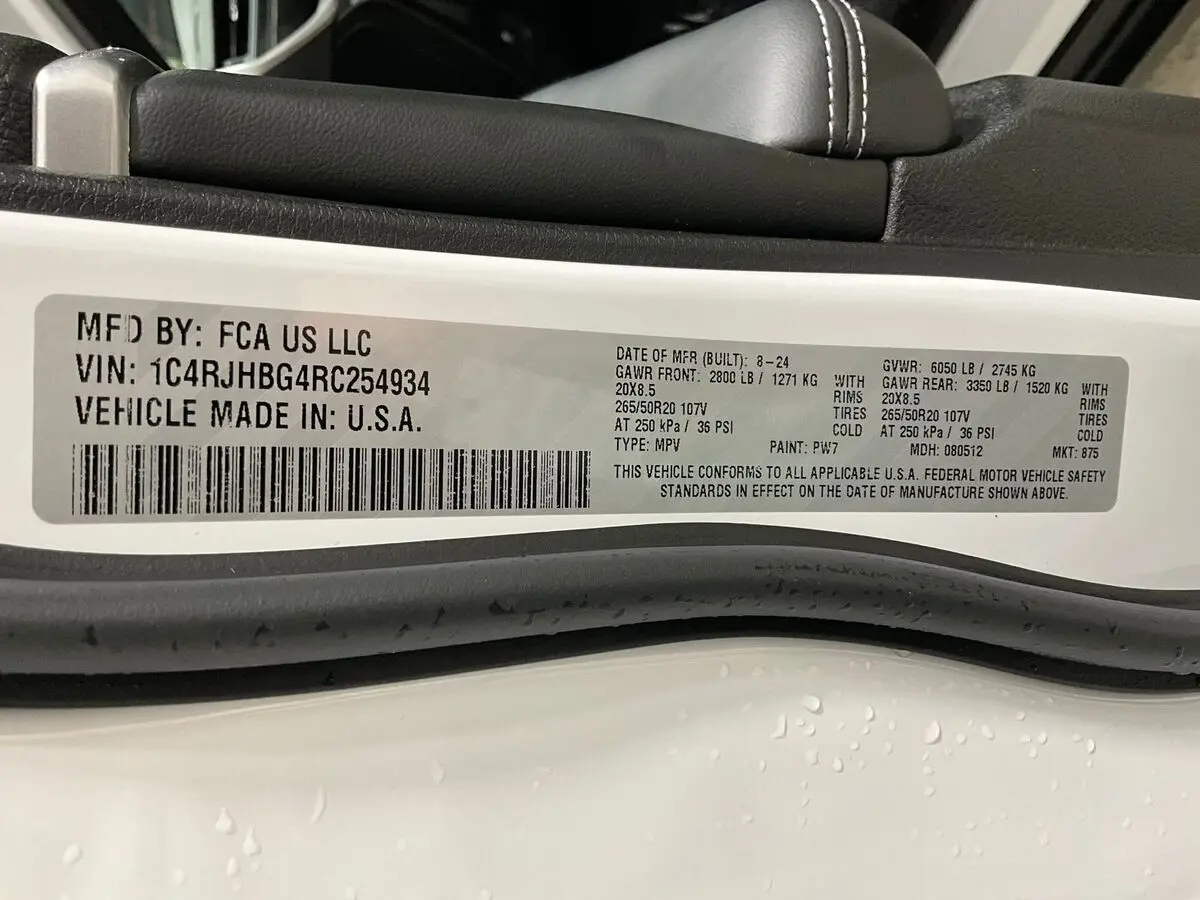 MFD BY: FCA US LLC
VIN: 1C4RJHBG4RC254934
VEHICLE MADE IN: U.S.A.
DATE OF MFR (BUILT): 8-24
GAWR FRONT: 2800 LB / 1271 KG WITH
20X8.5 RIMS
265/50R20 107V TIRES
AT 250 kPa / 36 PSI COLD
TYPE: MPV PAINT: PW7
GVWR: 6050 LB / 2745 KG
GAWR REAR: 3350 LB / 1520 KG WITH
20X8.5 RIMS
265/50R20 107V TIRES
AT 250 kPa / 36 PSI COLD
MDH: 080512 MKT: 875
THIS VEHICLE CONFORMS TO ALL APPLICABLE U.S.A. FEDERAL MOTOR VEHICLE SAFETY
STANDARDS IN EFFECT ON THE DATE OF MANUFACTURE SHOWN ABOVE.